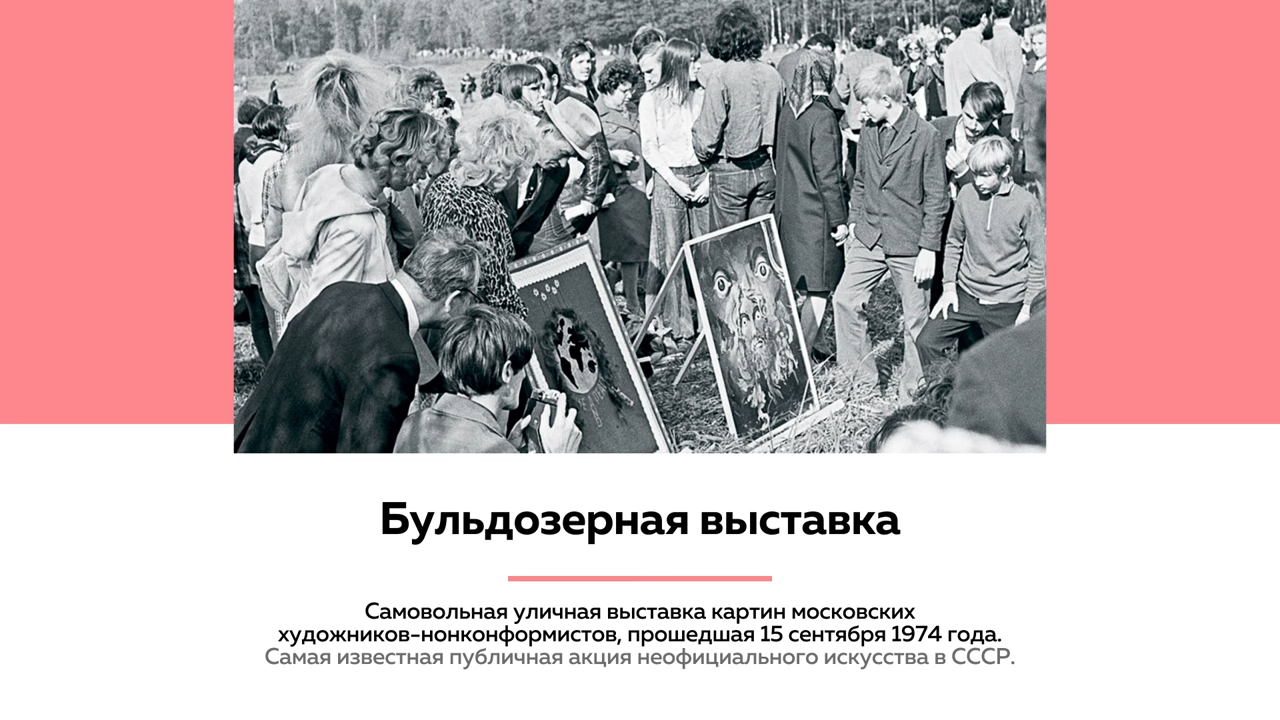 Бульдозерная выставка
Самовольная уличная выставка картин московских
художников-нонконформистов, прошедшая 15 сентября 1974 года.
Самая известная публичная акция неофициального искусства в СССР.